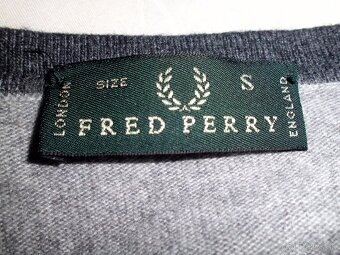 SIZE S
LONDON
FRED PERRY
ENGLAND